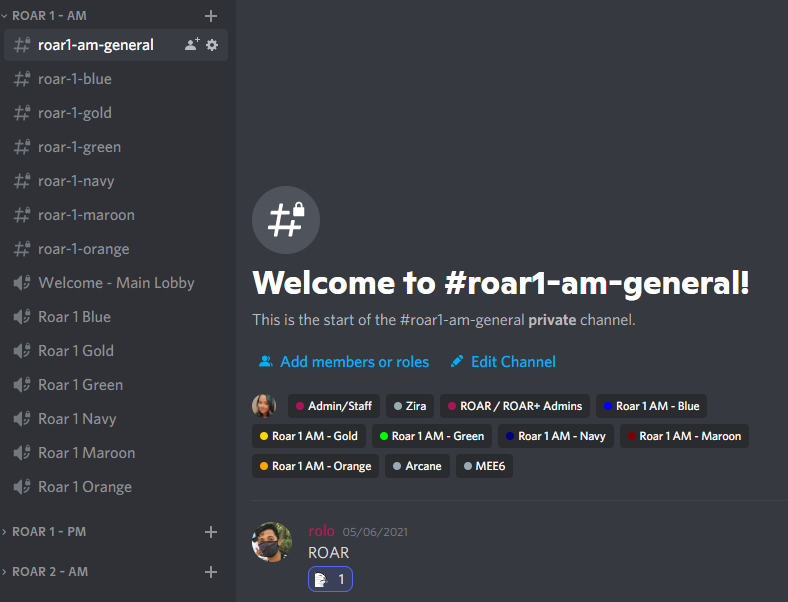 ROAR 1 - AM
roar1-am-general
roar-1-blue
roar-1-gold
roar-1-green
roar-1-navy
roar-1-maroon
roar-1-orange
Welcome - Main Lobby
Roar 1 Blue
Roar 1 Gold
Roar 1 Green
Roar 1 Navy
Roar 1 Maroon
Roar 1 Orange
ROAR 1 - PM
ROAR 2 - AM
Welcome to #roar1-am-general!
This is the start of the #roar1-am-general private channel.
Add members or roles Edit Channel
Admin/Staff Zira ROAR / ROAR+ Admins Roar 1 AM - Blue
Roar 1 AM - Gold Roar 1 AM - Green Roar 1 AM - Navy Roar 1 AM - Maroon
Roar 1 AM - Orange Arcane MEE6
rolo 05/06/2021
ROAR
1